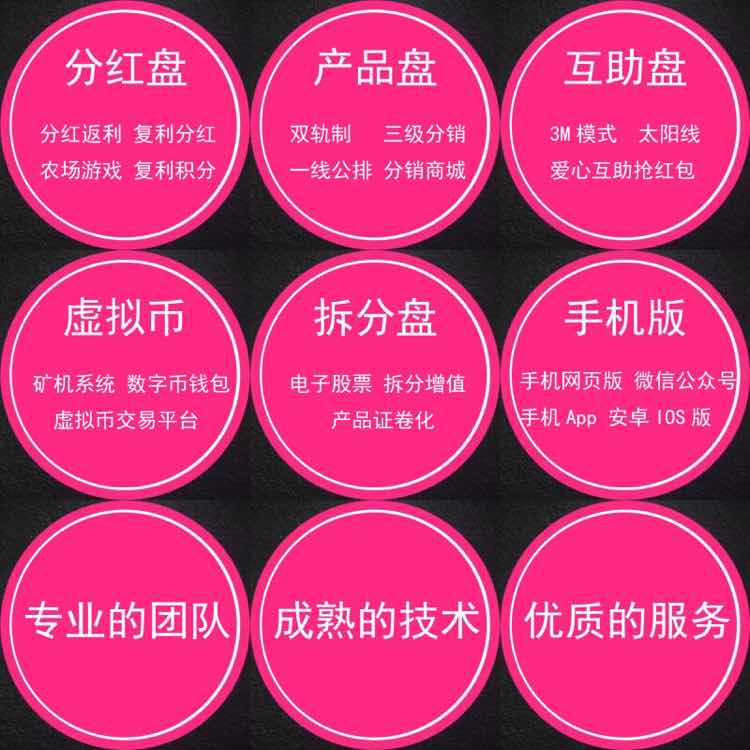 分红盘
分红返利 复利分红
农场游戏 复利积分
产品盘
双轨制 三级分销
一线公排 分销商城
互助盘
3M模式 太阳线
爱心互助抢红包
虚拟币
矿机系统 数字币钱包
虚拟币交易平台
拆分盘
电子股票 拆分增值
产品证卷化
手机版
手机网页版 微信公众号
手机App 安卓IOS版
专业的团队
成熟的技术
优质的服务